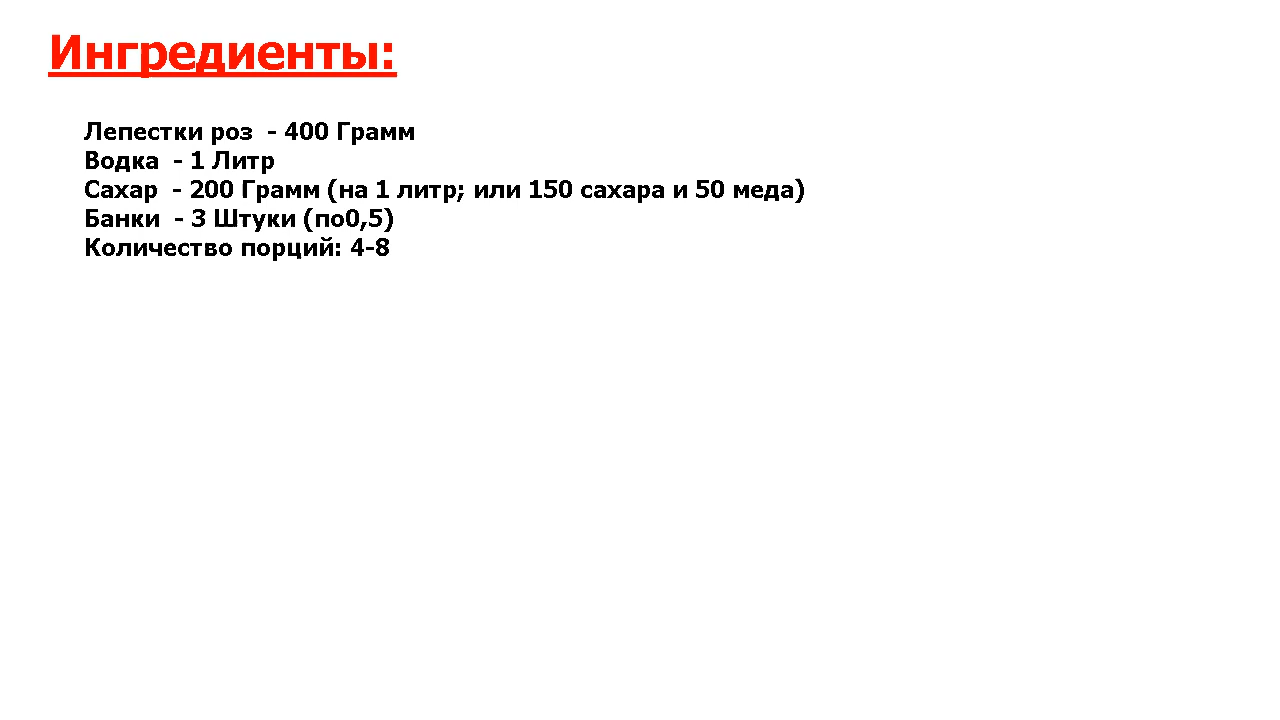 Ингредиенты:
Лепестки роз  - 400 Грамм
Водка  - 1 Литр
Сахар  - 200 Грамм (на 1 литр; или 150 сахара и 50 меда)
Банки  - 3 Штуки (по0,5)
Количество порций: 4-8